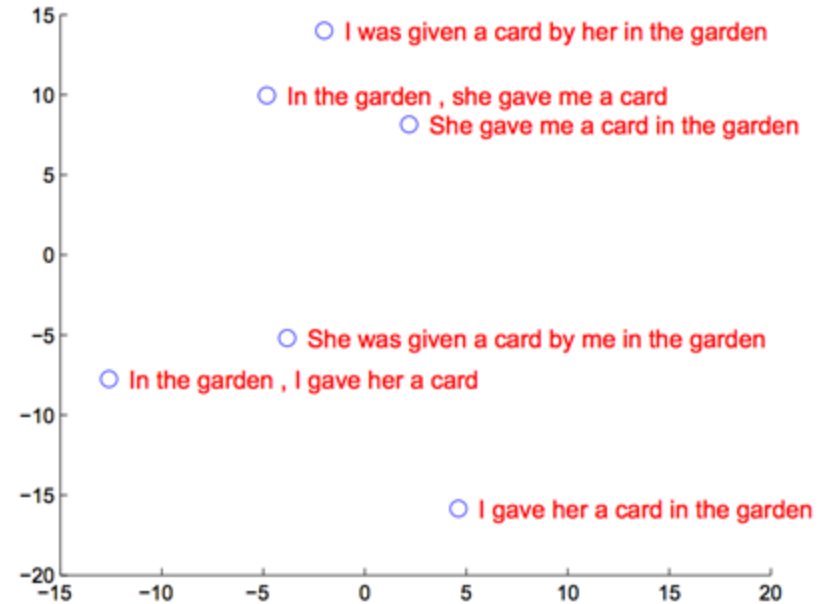 15
I was given a card by her in the garden
10
In the garden , she gave me a card
She gave me a card in the garden
5
0
−5
She was given a card by me in the garden
In the garden , I gave her a card
−10
−15
I gave her a card in the garden
−20
−15 −10 −5 0 5 10 15 20